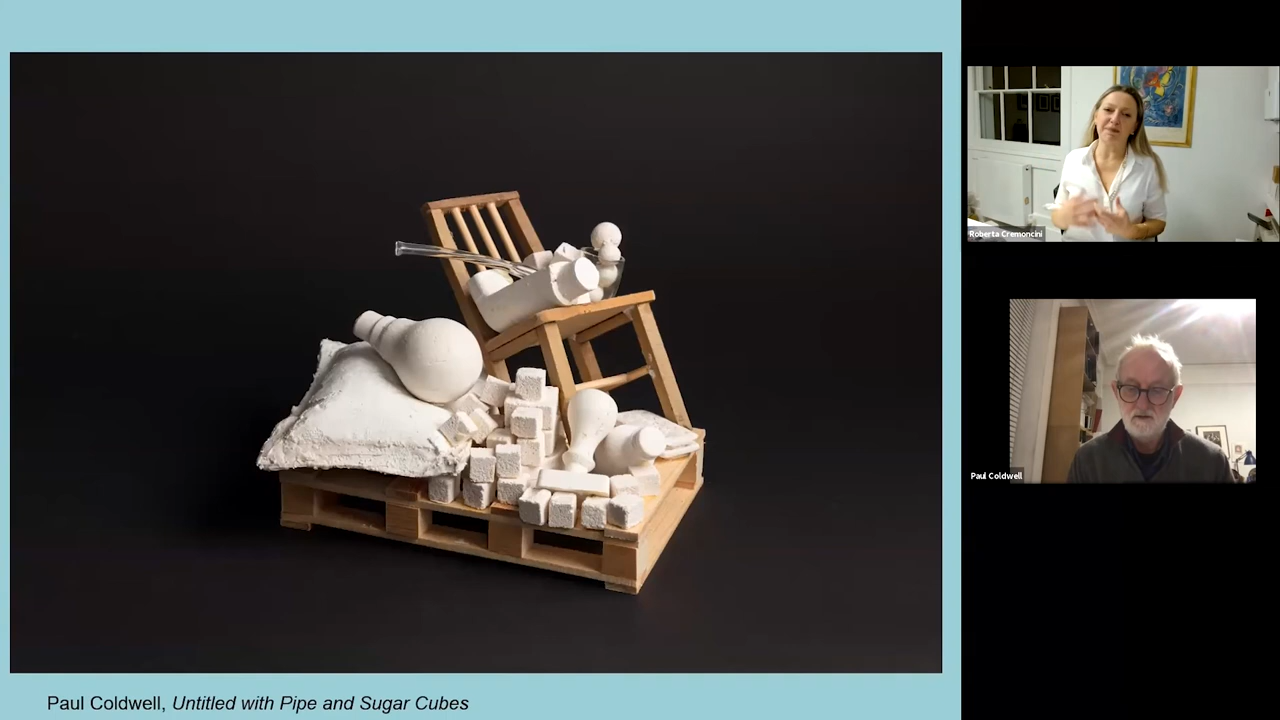 Roberta Cremoncini
Paul Coldwell
Paul Coldwell, Untitled with Pipe and Sugar Cubes